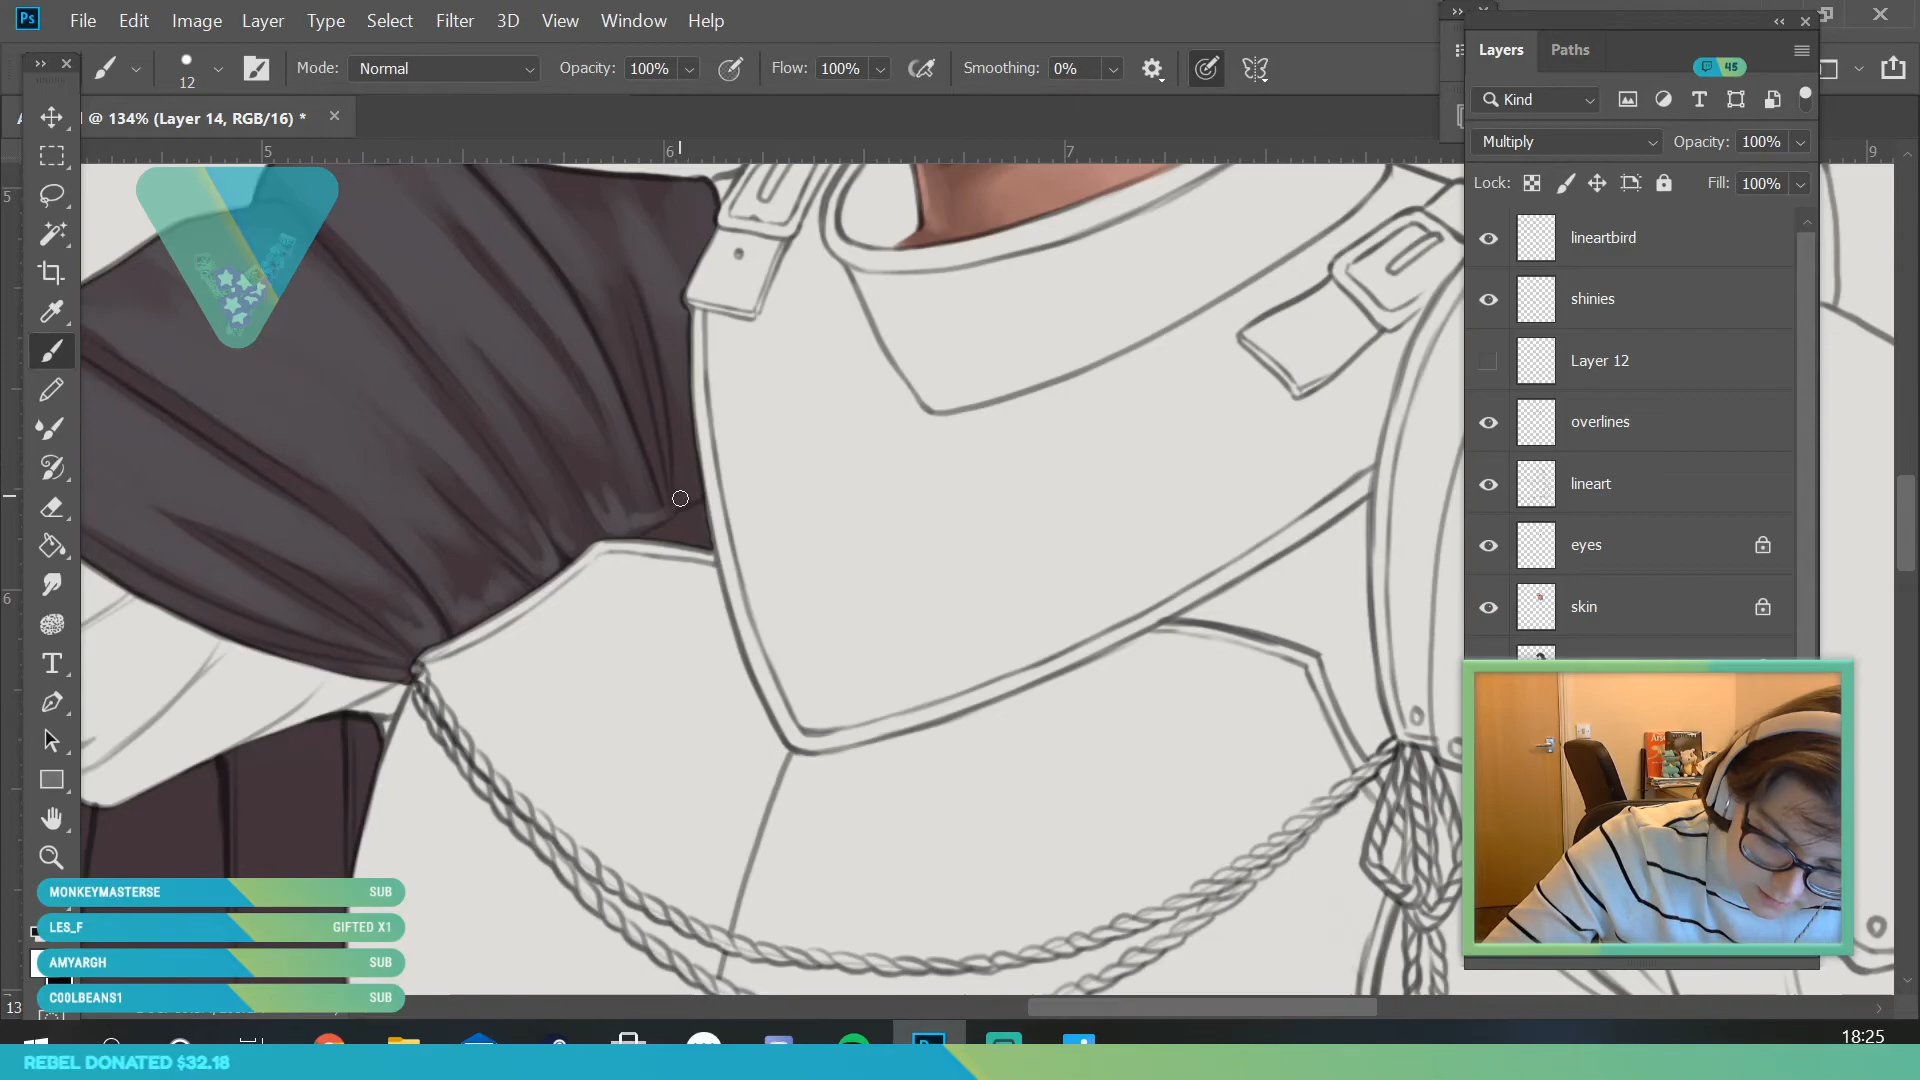 Ps File Edit Image Layer Type Select Filter 3D View Window Help
12 Mode: Normal Opacity: 100% Flow: 100% Smoothing: 0%
@ 134% (Layer 14, RGB/16) *
5 6 7 9
5
6
13
Layers Paths
45
Kind
Multiply Opacity: 100%
Lock: Fill: 100%
lineartbird
shinies
Layer 12
overlines
lineart
eyes
skin
MONKEYMASTERSE SUB
LES_F GIFTED X1
AMYARGH SUB
C00LBEANS1 SUB
18:25
REBEL DONATED $32.18